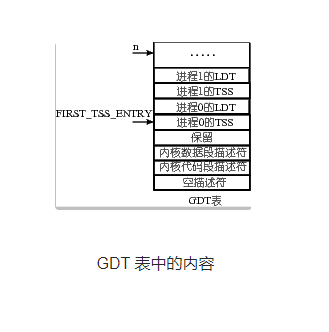 n
.....
进程1的LDT
进程1的TSS
进程0的LDT
FIRST_TSS_ENTRY
进程0的TSS
保留
内核数据段描述符
内核代码段描述符
空描述符
GDT表
GDT 表中的内容